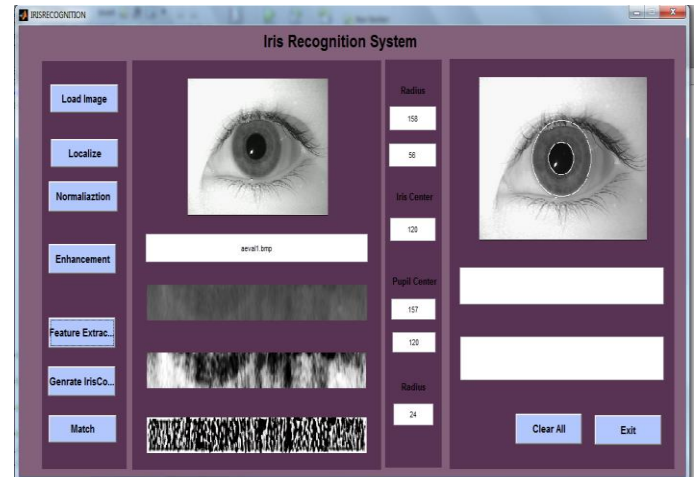 IRISRECOGNITION
Iris Recognition System
Load Image
Localize
Normaliaztion
Enhancement
Feature Extrac...
Genrate IrisCo...
Match
aeval1.bmp
Radius
158
56
Iris Center
120
Pupil Center
157
120
Radius
24
Clear All
Exit